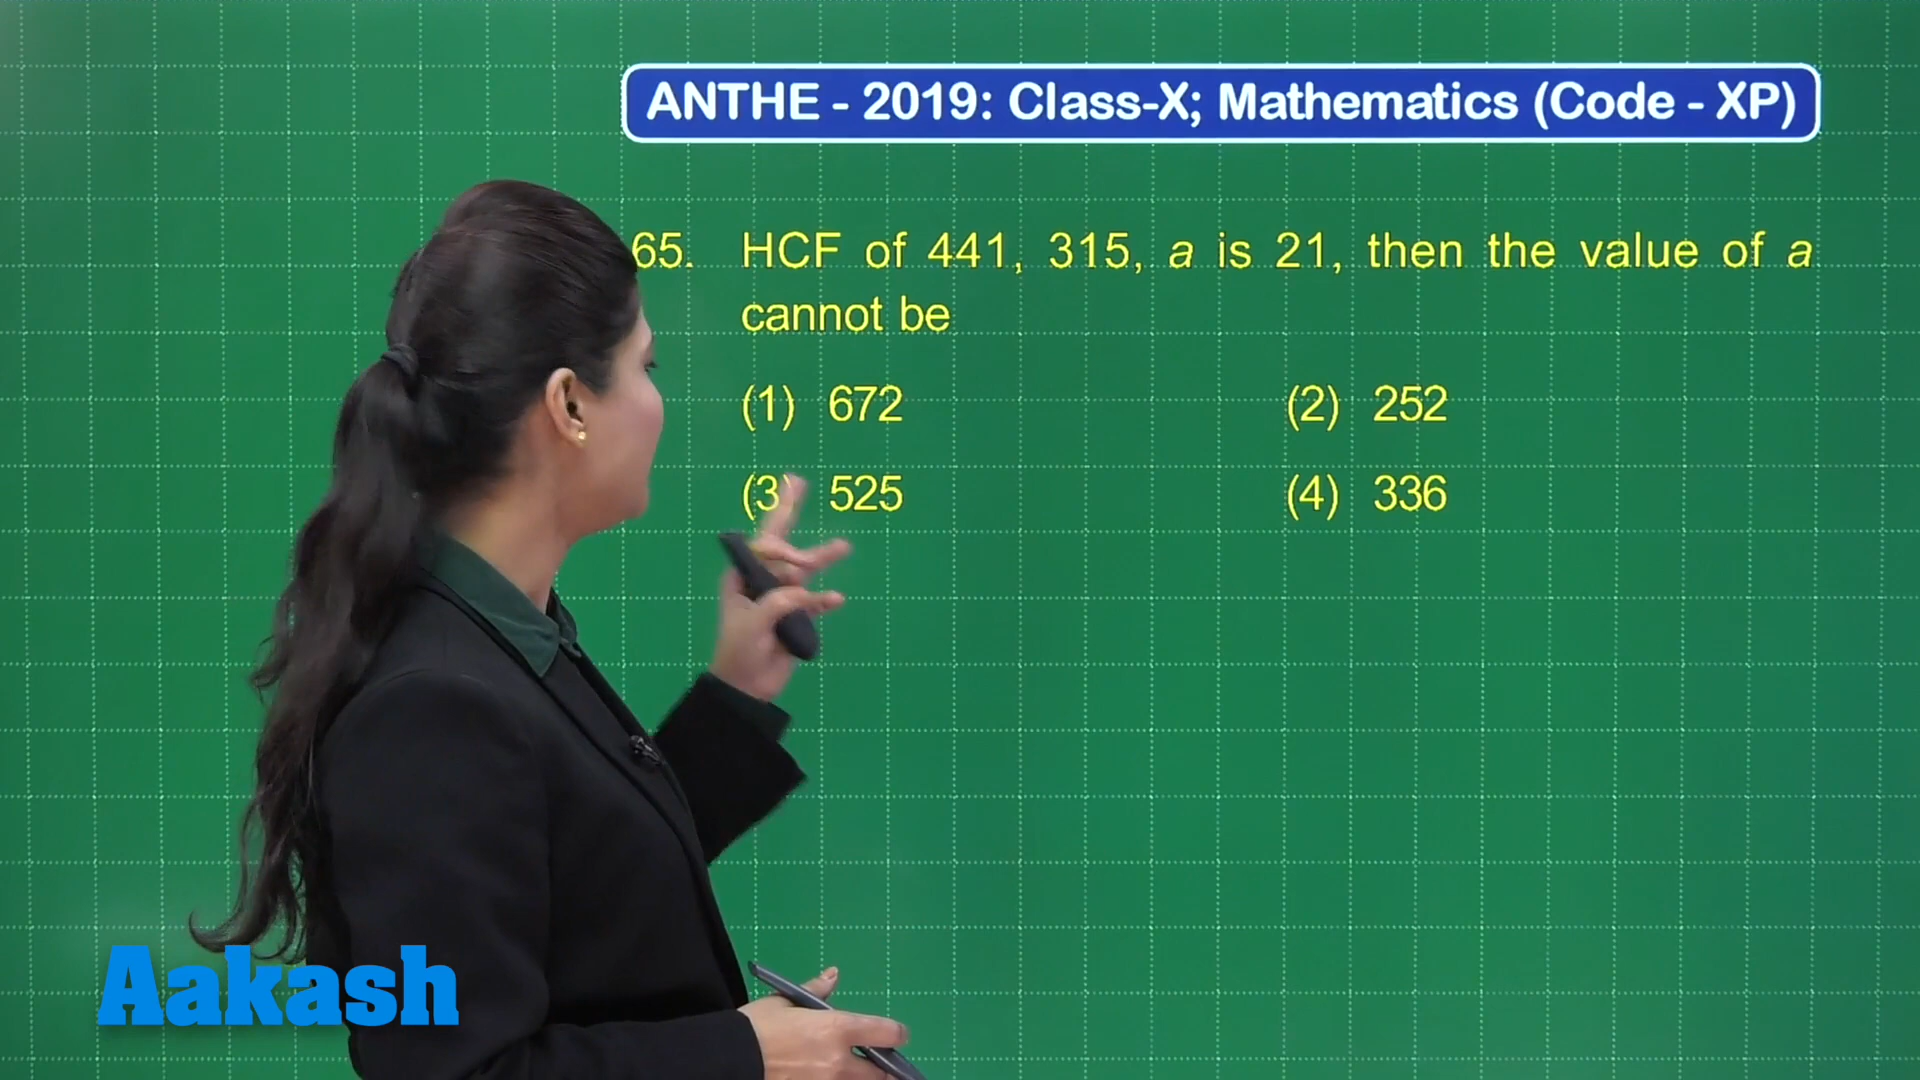 ANTHE - 2019: Class-X; Mathematics (Code - XP)
65. HCF of 441, 315, a is 21, then the value of a
cannot be
(1) 672 (2) 252
(3) 525 (4) 336
Aakash